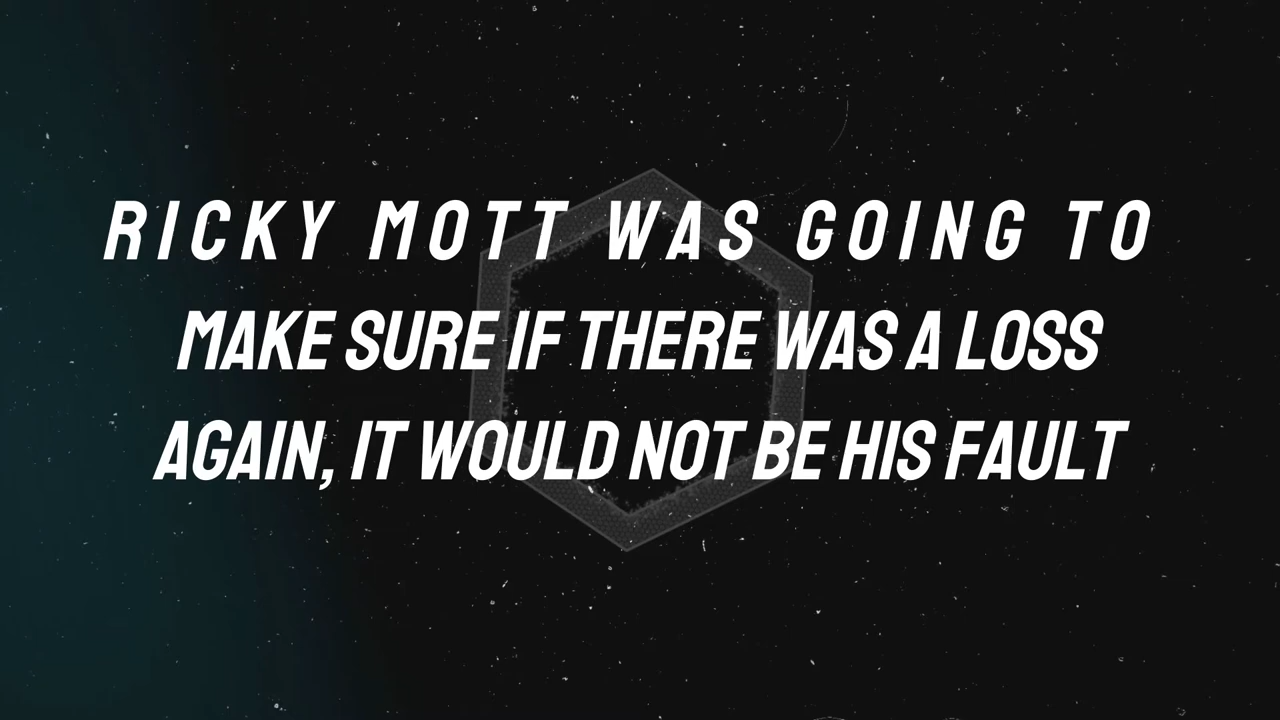 RICKY MOTT WAS GOING TO
MAKE SURE IF THERE WAS A LOSS
AGAIN, IT WOULD NOT BE HIS FAULT